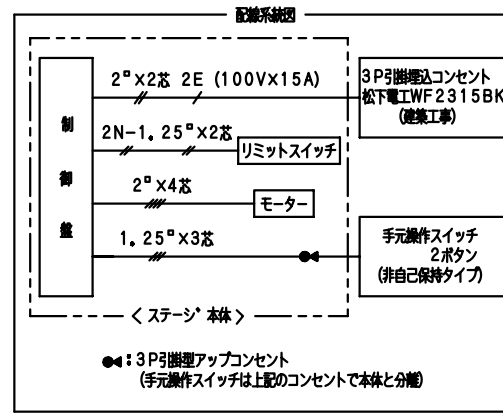 配線系統図
2□×2芯 2E (100V×15A)
3P引掛埋込コンセント
松下電工WF2315BK
(建築工事)
制御盤
2N-1.25□×2芯
リミットスイッチ
2□×4芯
モーター
1.25□×3芯
手元操作スイッチ
2ボタン
(非自己保持タイプ)
〈ステージ本体〉
●◀:3P引掛型アップコンセント
(手元操作スイッチは上記のコンセントで本体と分離)